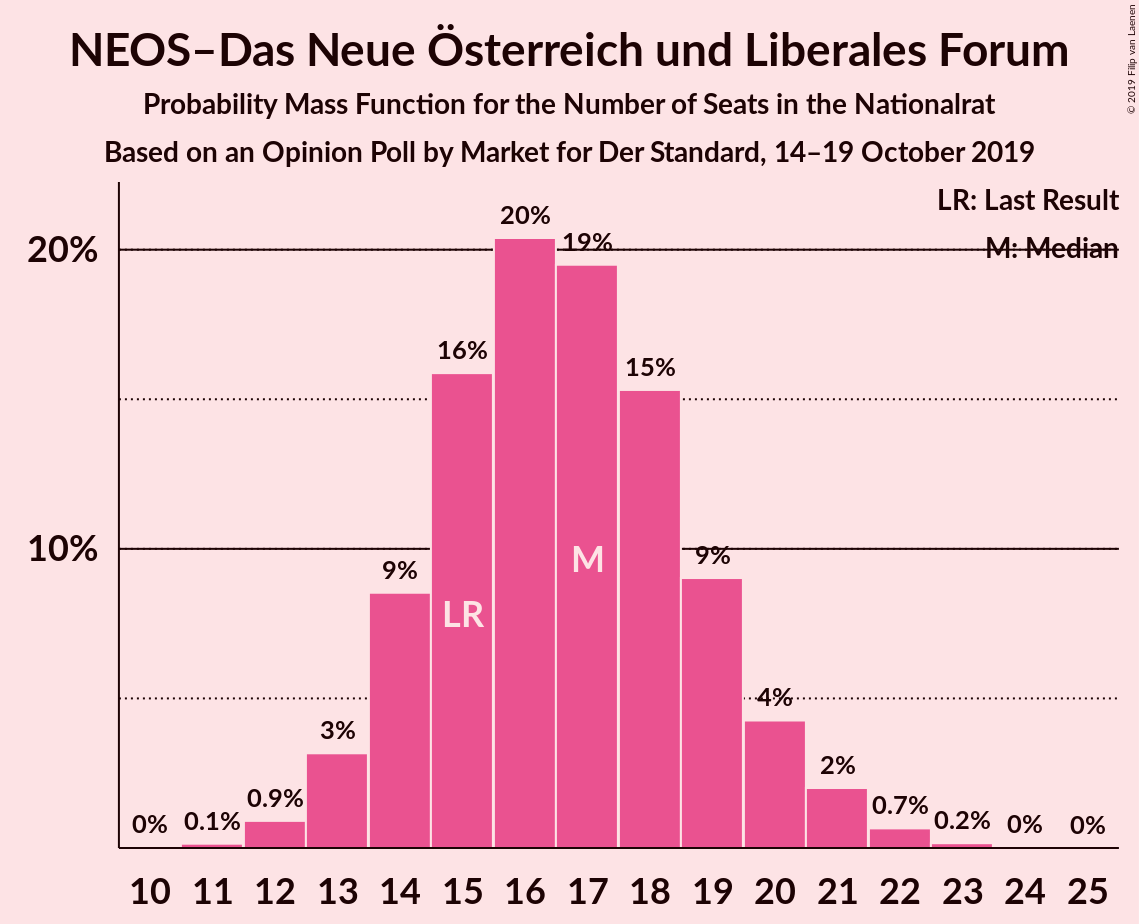 NEOS–Das Neue Österreich und Liberales Forum
Probability Mass Function for the Number of Seats in the Nationalrat
Based on an Opinion Poll by Market for Der Standard, 14–19 October 2019
© 2019 Filip van Laenen
LR: Last Result
M: Median
20%
10%
0%
0.1%
0.9%
3%
9%
16%
20%
19%
15%
9%
4%
2%
0.7%
0.2%
0%
0%
LR
M
10 11 12 13 14 15 16 17 18 19 20 21 22 23 24 25